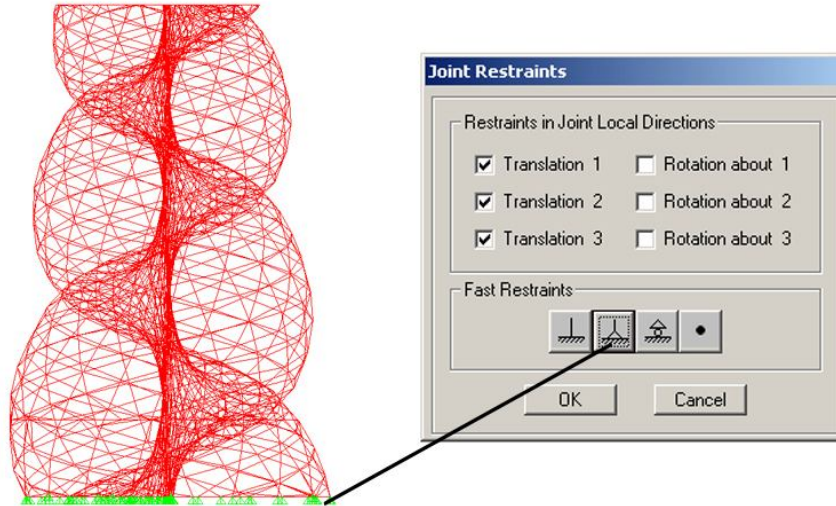 Joint Restraints
Restraints in Joint Local Directions
Translation 1
Rotation about 1
Translation 2
Rotation about 2
Translation 3
Rotation about 3
Fast Restraints
OK
Cancel